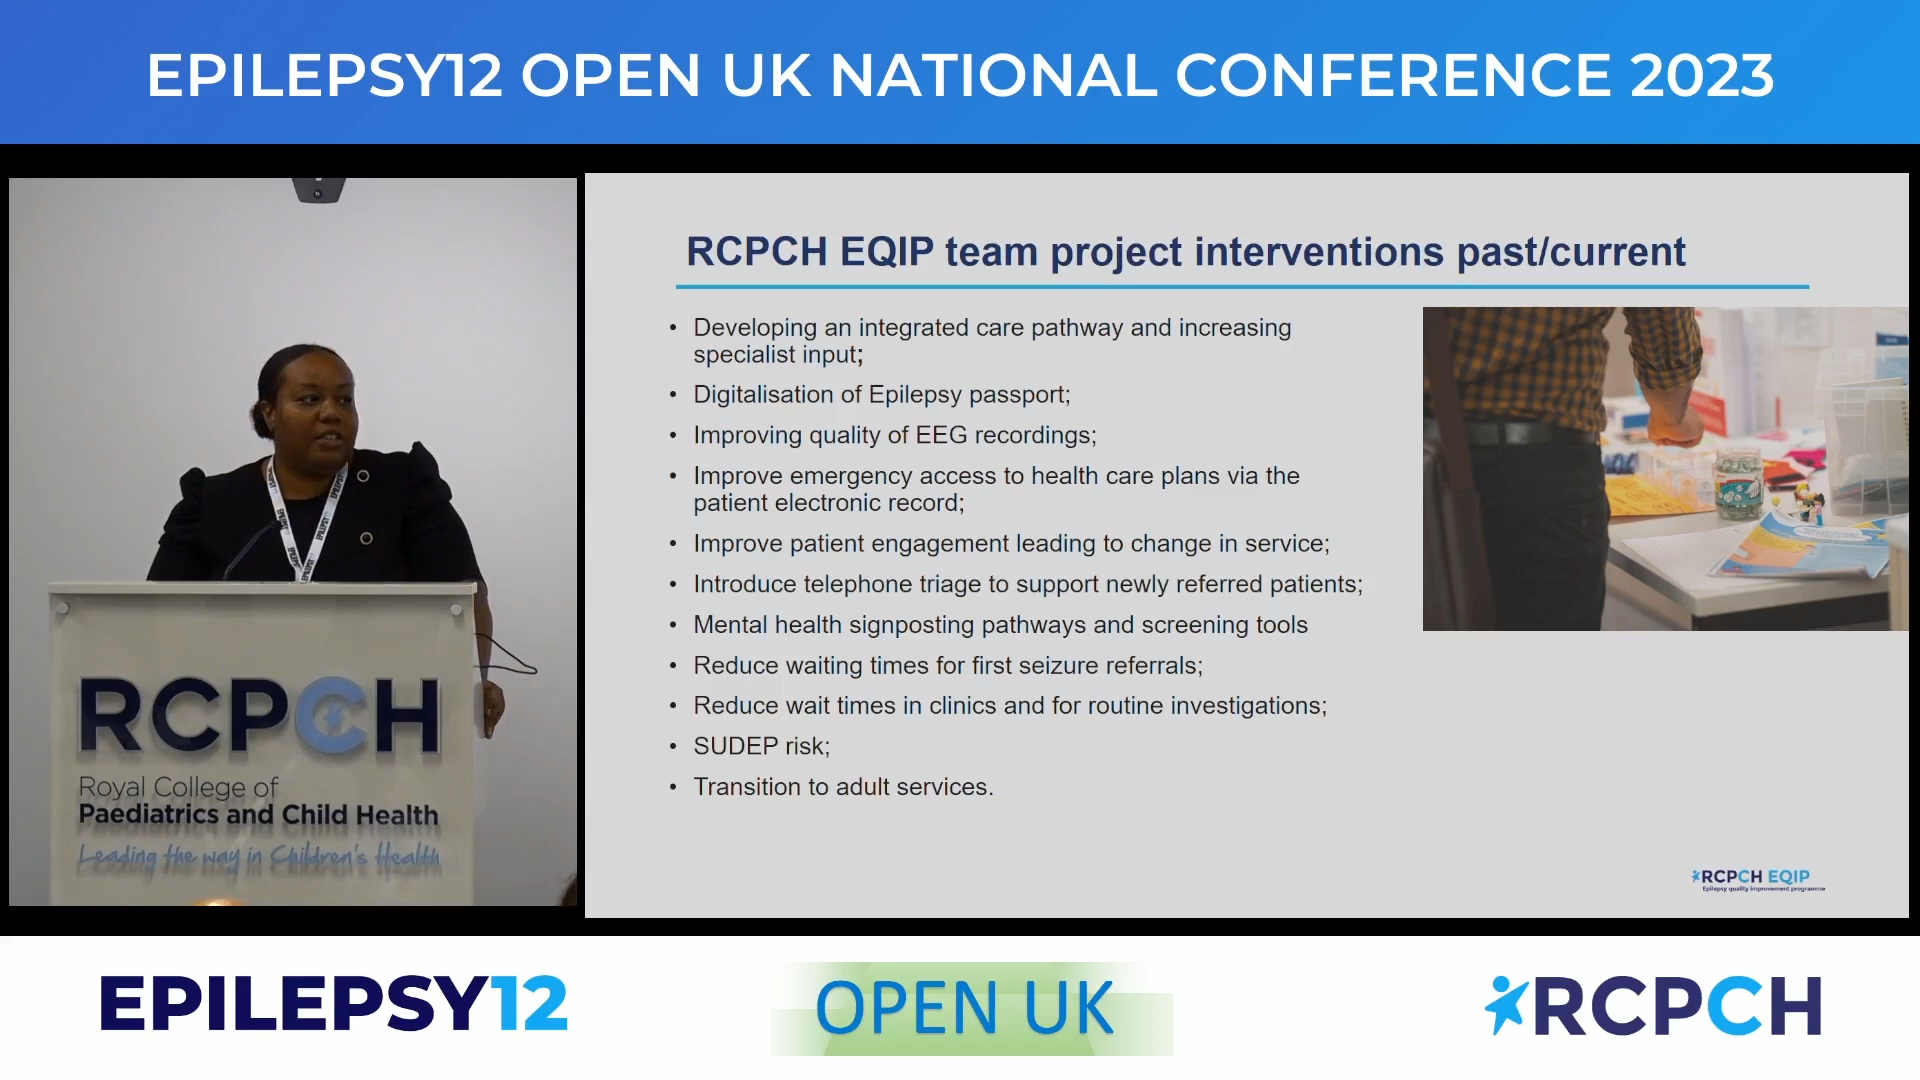 EPILEPSY12 OPEN UK NATIONAL CONFERENCE 2023
RCPCH
Royal College of
Paediatrics and Child Health
Leading the way in Children's Health
RCPCH EQIP team project interventions past/current
• Developing an integrated care pathway and increasing
specialist input;
• Digitalisation of Epilepsy passport;
• Improving quality of EEG recordings;
• Improve emergency access to health care plans via the
patient electronic record;
• Improve patient engagement leading to change in service;
• Introduce telephone triage to support newly referred patients;
• Mental health signposting pathways and screening tools
• Reduce waiting times for first seizure referrals;
• Reduce wait times in clinics and for routine investigations;
• SUDEP risk;
• Transition to adult services.
RCPCH EQIP
Epilepsy quality improvement programme
EPILEPSY12
OPEN UK
RCPCH